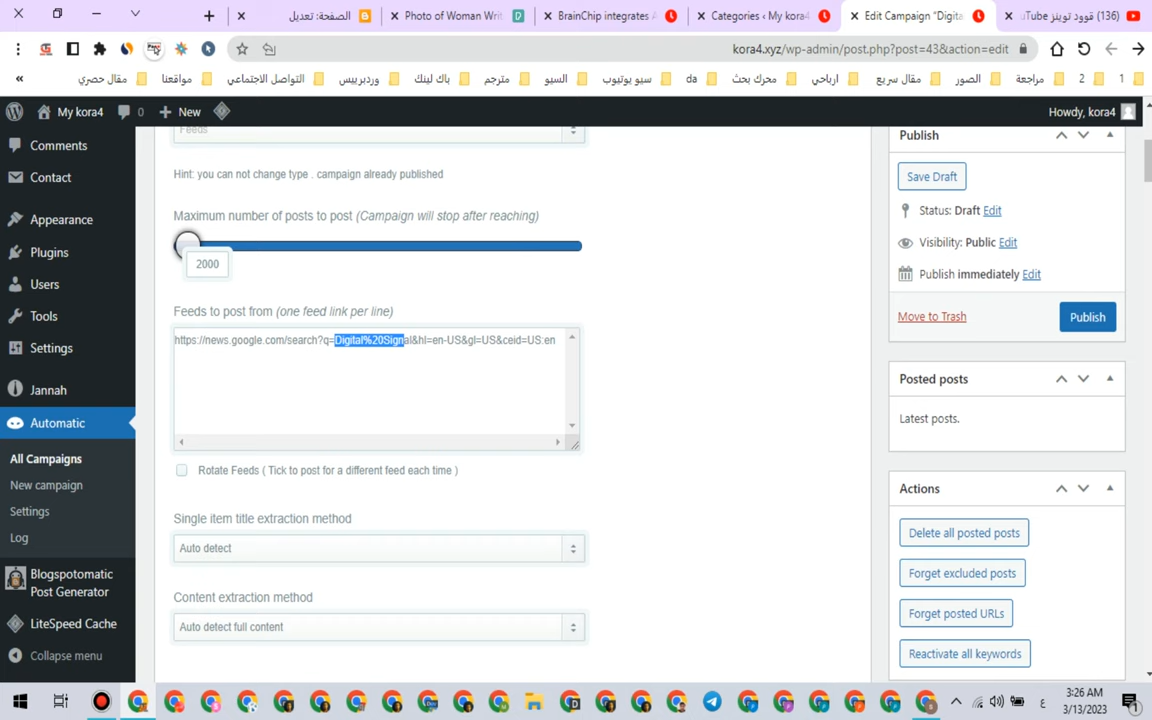 الصفحة: تعديل
Photo of Woman Wri
BrainChip integrates A
Categories ‹ My kora4
Edit Campaign “Digita
(136) قوود توينز
kora4.xyz/wp-admin/post.php?post=43&action=edit
«
مقال حصري
مواقعنا
التواصل الاجتماعي
وردبرييس
باك لينك
مترجم
السيو
سيو يوتيوب
da
محرك بحث
ارباحي
مقال سريع
الصور
مراجعة
2
1
My kora4
0
New
Howdy, kora4
Comments
Contact
Appearance
Plugins
Users
Tools
Settings
Jannah
Automatic
All Campaigns
New campaign
Settings
Log
Blogspotomatic
Post Generator
LiteSpeed Cache
Collapse menu
Feeds
Hint: you can not change type . campaign already published
Maximum number of posts to post (Campaign will stop after reaching)
2000
Feeds to post from (one feed link per line)
https://news.google.com/search?q=Digital%20Signal&hl=en-US&gl=US&ceid=US:en
Rotate Feeds ( Tick to post for a different feed each time )
Single item title extraction method
Auto detect
Content extraction method
Auto detect full content
Publish
Save Draft
Status: Draft Edit
Visibility: Public Edit
Publish immediately Edit
Move to Trash
Publish
Posted posts
Latest posts.
Actions
Delete all posted posts
Forget excluded posts
Forget posted URLs
Reactivate all keywords
ع
3:26 AM
3/13/2023
1